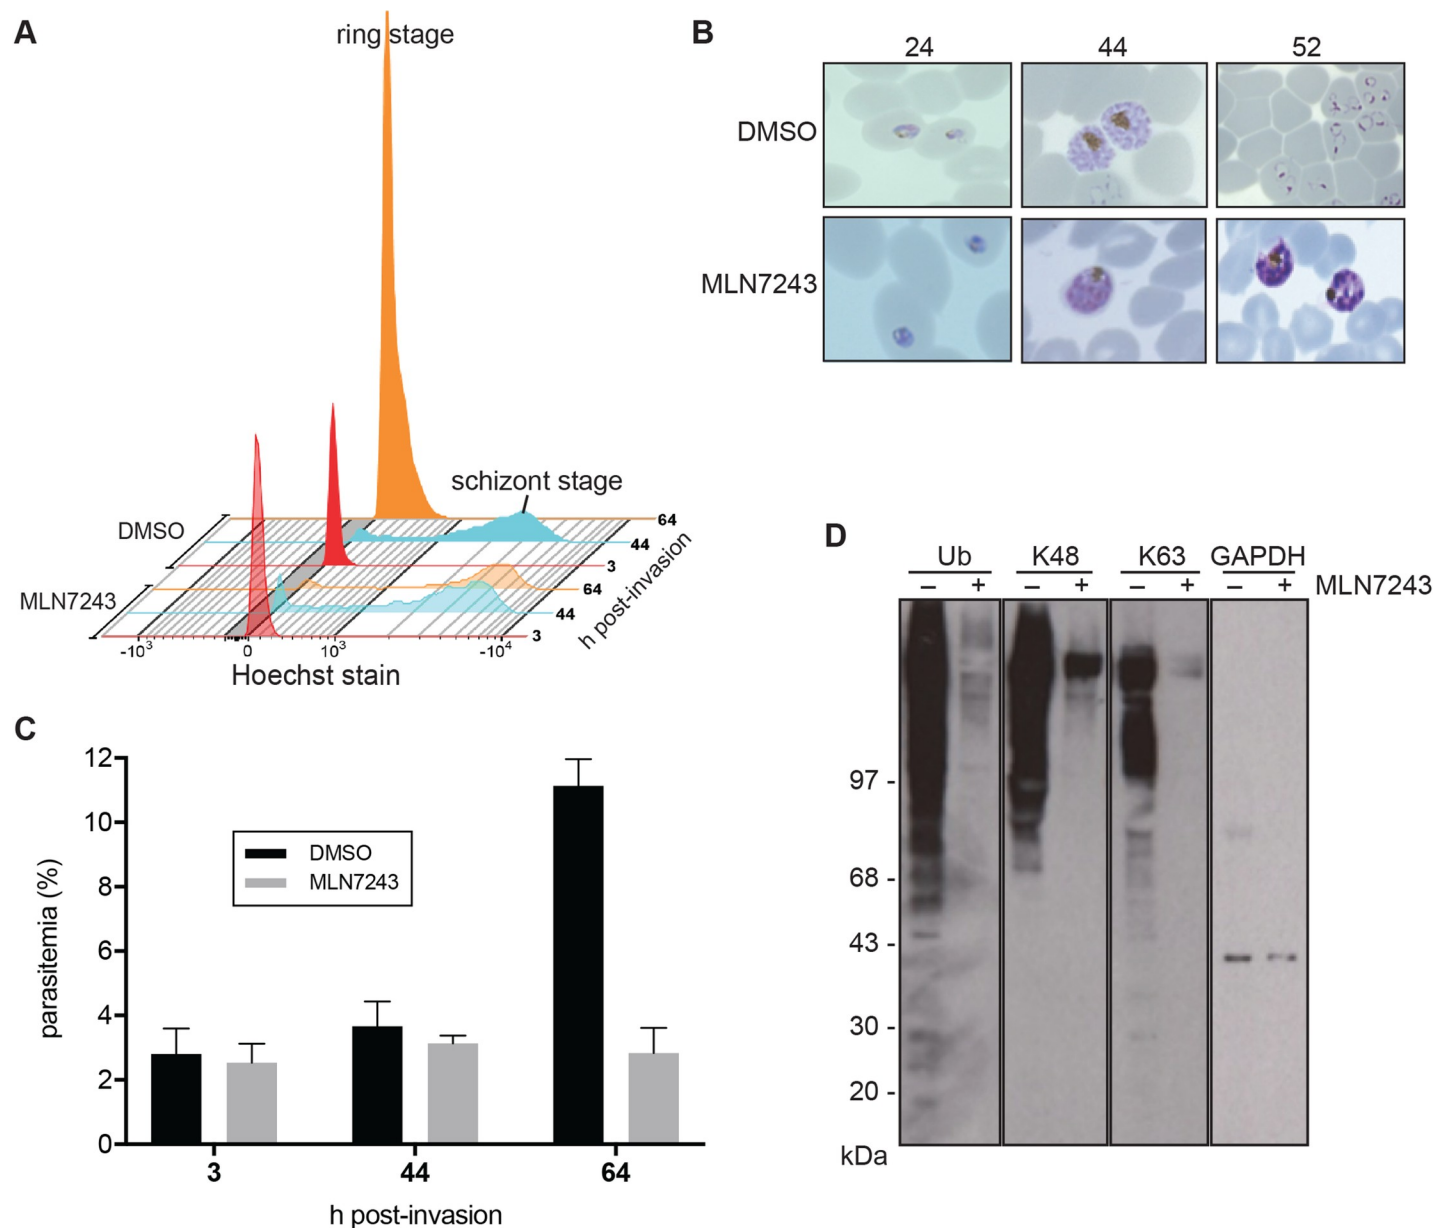 A
ring stage
schizont stage
DMSO
MLN7243
64
44
3
64
44
3
h post-invasion
-10³
0
10³
-10⁴
Hoechst stain
B
24
44
52
DMSO
MLN7243
C
12
10
8
6
4
2
0
parasitemia (%)
DMSO
MLN7243
3
44
64
h post-invasion
D
Ub
K48
K63
GAPDH
– + – + – + – + MLN7243
97 -
68 -
43 -
30 -
20 -
kDa